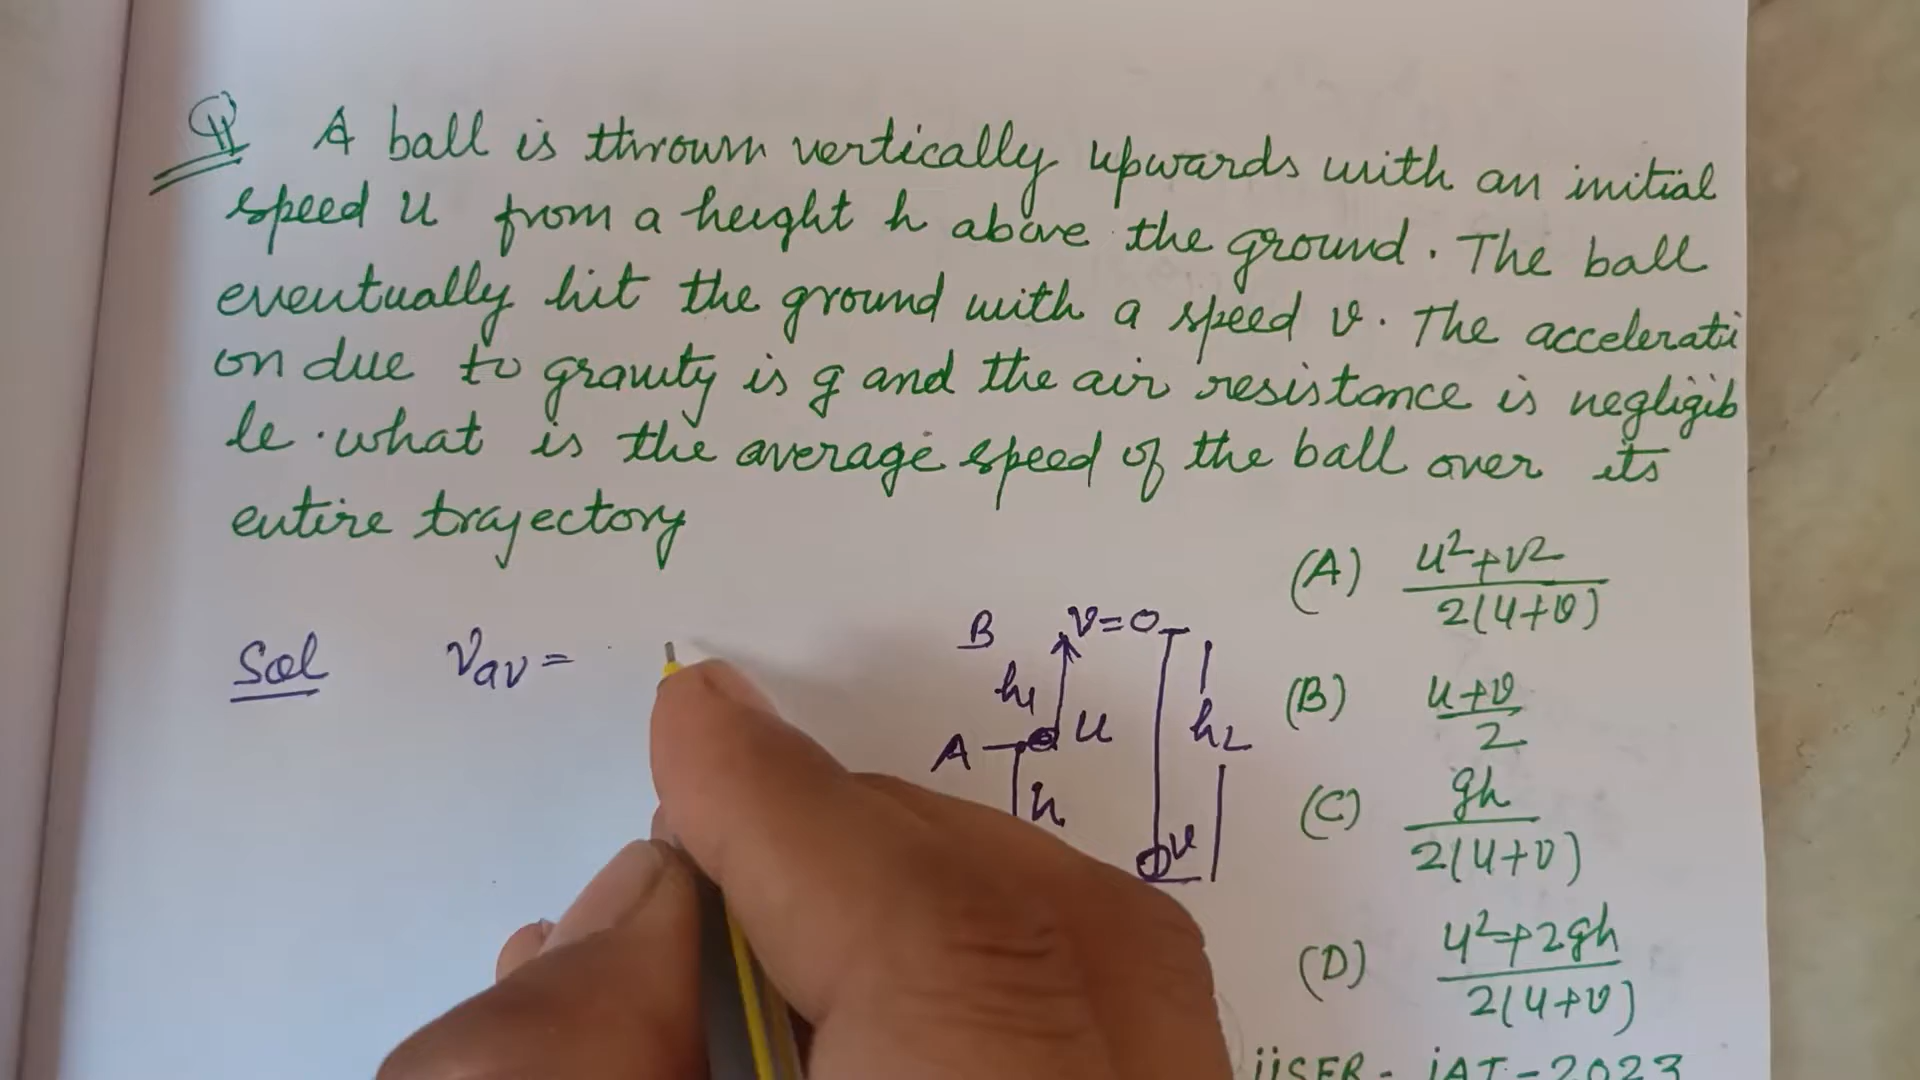 Q A ball is thrown vertically upwards with an initial
speed u from a height h above the ground. The ball
eventually hit the ground with a speed v. The accelerati
on due to gravity is g and the air resistance is negligib
le. what is the average speed of the ball over its
entire trajectory
(A) u²+v² / 2(u+v)
(B) u+v / 2
(C) gh / 2(u+v)
(D) u²+2gh / 2(u+v)
Sol vav =
B v=0
h1
u
A
h2
h
v
iiSER - iAT - 2023